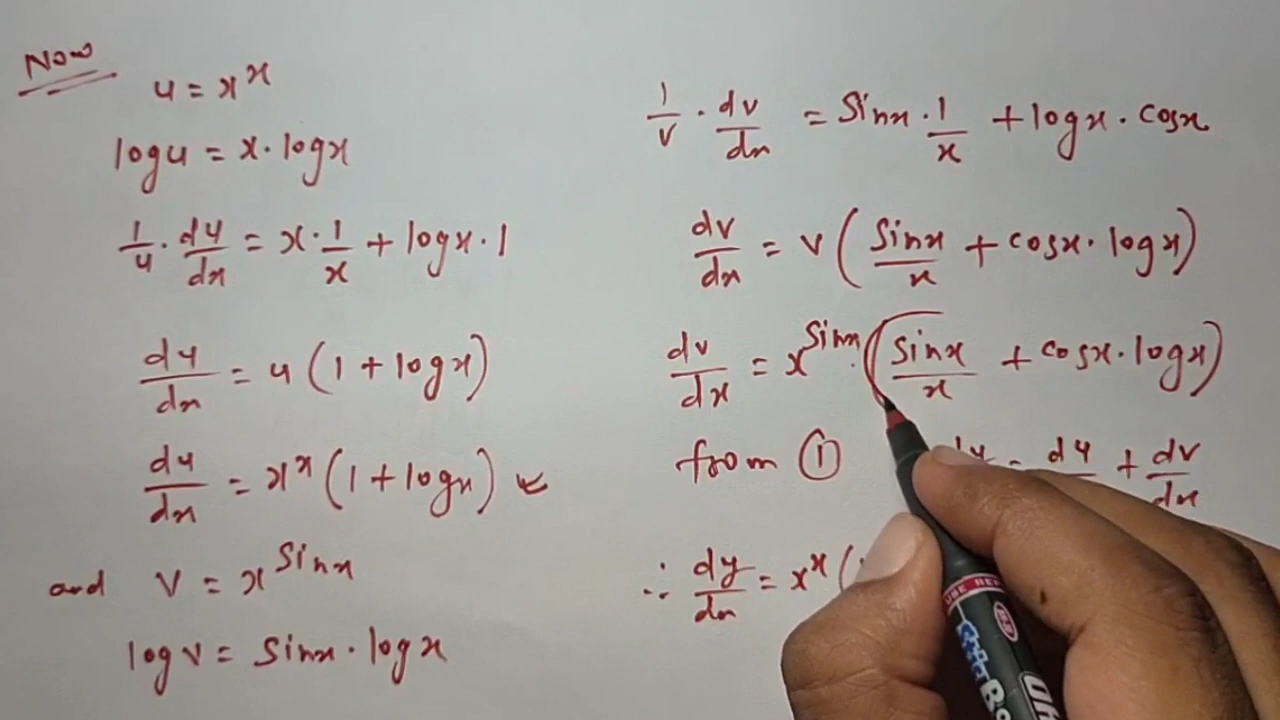 Now
u = x^x
log u = x · log x
1/u · du/dx = x · 1/x + log x · 1
du/dx = u (1 + log x)
du/dx = x^x (1 + log x)
and v = x^sin x
log v = sin x · log x
1/v · dv/dx = Sin x · 1/x + log x · cos x
dv/dx = v (Sin x/x + cos x · log x)
dv/dx = x^Sin x · (Sin x/x + cos x · log x)
from ① du/ + dv/dx
∴ dy/dx = x^x (
USE RE